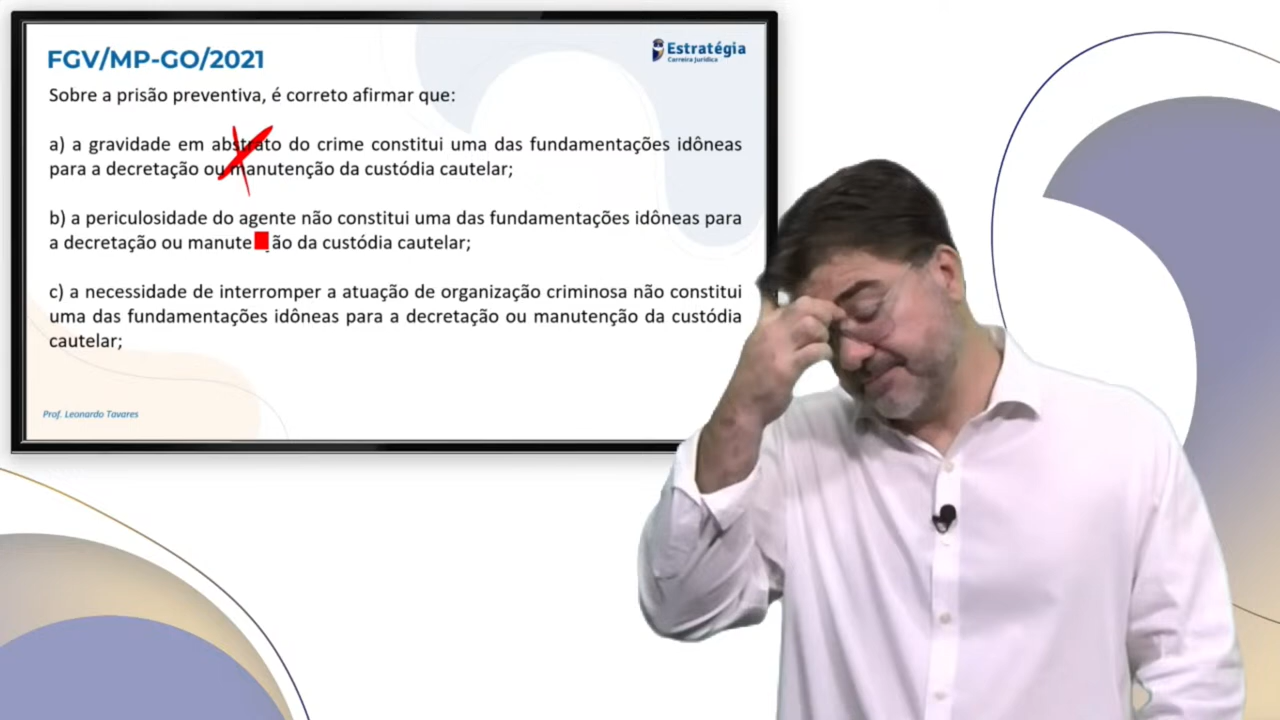 FGV/MP-GO/2021
Estratégia
Carreira Jurídica
Sobre a prisão preventiva, é correto afirmar que:
a) a gravidade em abstrato do crime constitui uma das fundamentações idôneas
para a decretação ou manutenção da custódia cautelar;
b) a periculosidade do agente não constitui uma das fundamentações idôneas para
a decretação ou manutenção da custódia cautelar;
c) a necessidade de interromper a atuação de organização criminosa não constitui
uma das fundamentações idôneas para a decretação ou manutenção da custódia
cautelar;
Prof. Leonardo Tavares